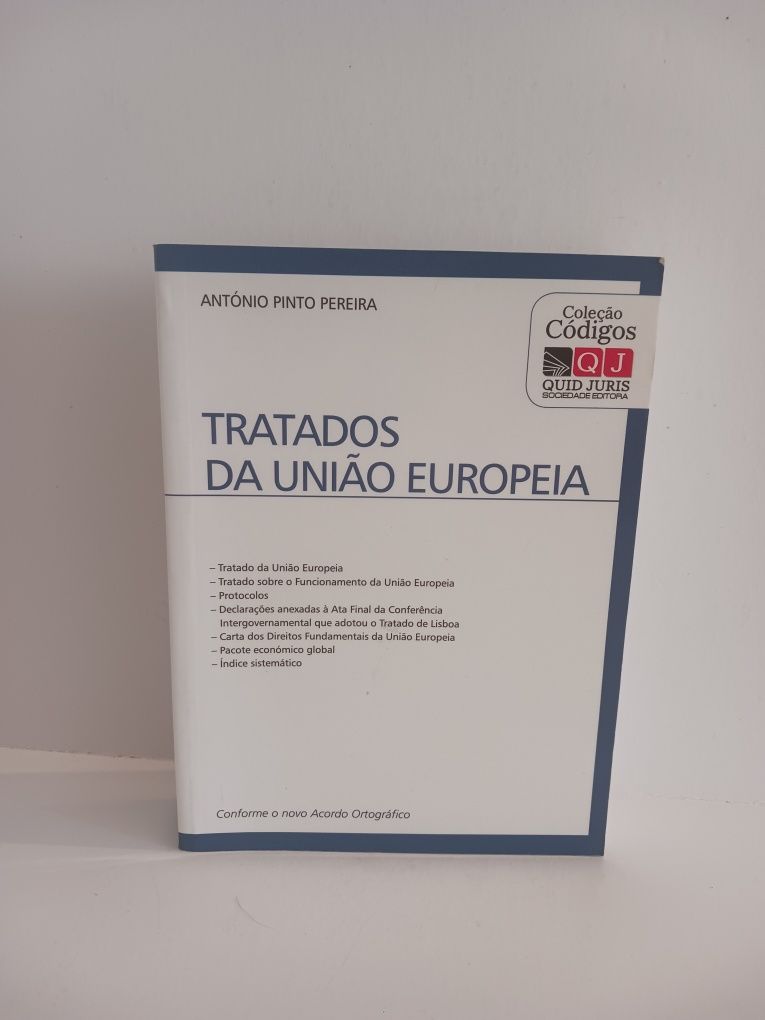 ANTÓNIO PINTO PEREIRA
Coleção
Códigos
QJ
QUID JURIS
SOCIEDADE EDITORA
TRATADOS
DA UNIÃO EUROPEIA
– Tratado da União Europeia
– Tratado sobre o Funcionamento da União Europeia
– Protocolos
– Declarações anexadas à Ata Final da Conferência
Intergovernamental que adotou o Tratado de Lisboa
– Carta dos Direitos Fundamentais da União Europeia
– Pacote económico global
– Índice sistemático
Conforme o novo Acordo Ortográfico